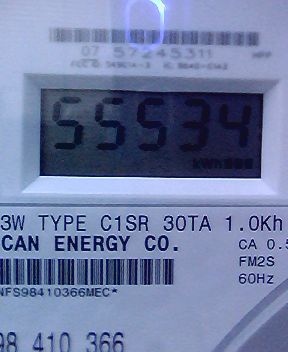 07 57245311
55534
kWh
3W TYPE C1SR 30TA 1.0Kh
CAN ENERGY CO.
CA 0.5
FM2S
60Hz
NFS98410366MEC*
98 410 366